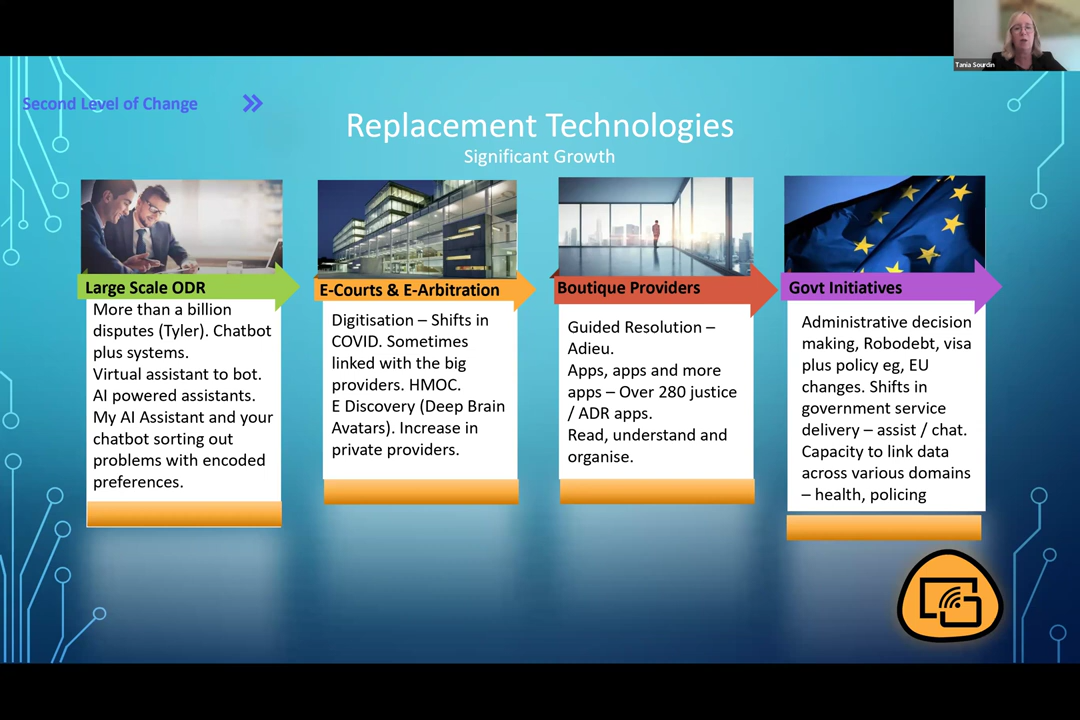 Tania Sourdin
Second Level of Change
Replacement Technologies
Significant Growth
Large Scale ODR
More than a billion
disputes (Tyler). Chatbot
plus systems.
Virtual assistant to bot.
AI powered assistants.
My AI Assistant and your
chatbot sorting out
problems with encoded
preferences.
E-Courts & E-Arbitration
Digitisation – Shifts in
COVID. Sometimes
linked with the big
providers. HMOC.
E Discovery (Deep Brain
Avatars). Increase in
private providers.
Boutique Providers
Guided Resolution –
Adieu.
Apps, apps and more
apps – Over 280 justice
/ ADR apps.
Read, understand and
organise.
Govt Initiatives
Administrative decision
making, Robodebt, visa
plus policy eg, EU
changes. Shifts in
government service
delivery – assist / chat.
Capacity to link data
across various domains
– health, policing